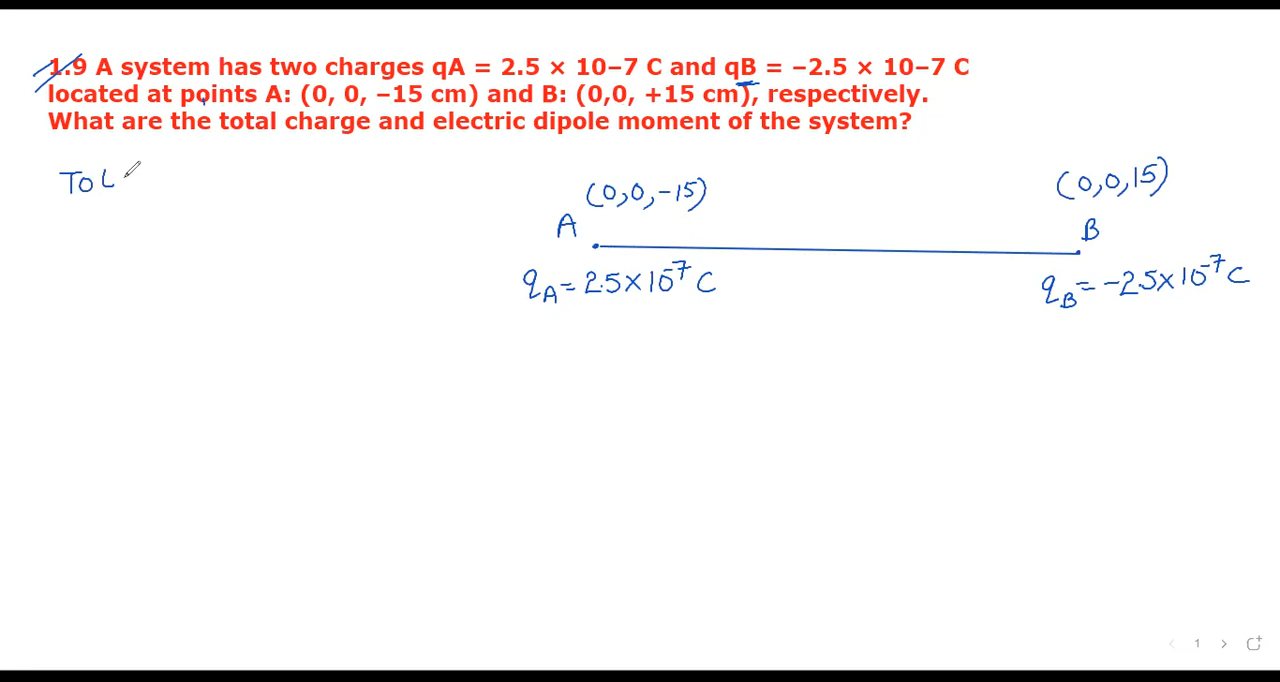 1.9 A system has two charges qA = 2.5 × 10–7 C and qB = −2.5 × 10–7 C
located at points A: (0, 0, −15 cm) and B: (0,0, +15 cm), respectively.
What are the total charge and electric dipole moment of the system?
Tot
(0,0,-15)
(0,0,15)
A
B
qA = 2.5×10⁻⁷ C
qB = -2.5×10⁻⁷ C
1